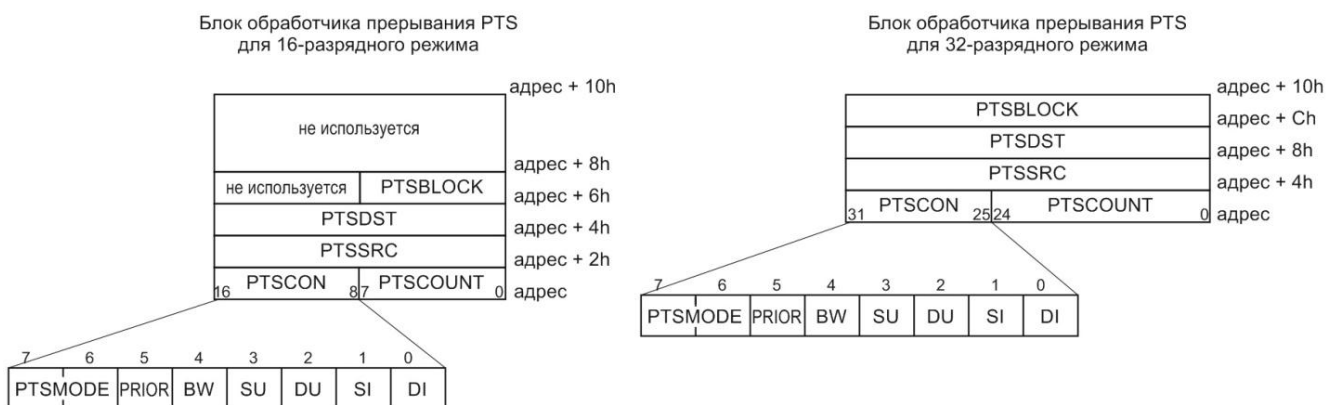 Блок обработчика прерывания PTS
для 16-разрядного режима
адрес + 10h
не используется
адрес + 8h
не используется PTSBLOCK
адрес + 6h
PTSDST
адрес + 4h
PTSSRC
адрес + 2h
16 PTSCON 8 7 PTSCOUNT 0 адрес
7 6 5 4 3 2 1 0
PTSMODE PRIOR BW SU DU SI DI
Блок обработчика прерывания PTS
для 32-разрядного режима
адрес + 10h
PTSBLOCK
адрес + Ch
PTSDST
адрес + 8h
PTSSRC
адрес + 4h
31 PTSCON 25 24 PTSCOUNT 0 адрес
7 6 5 4 3 2 1 0
PTSMODE PRIOR BW SU DU SI DI